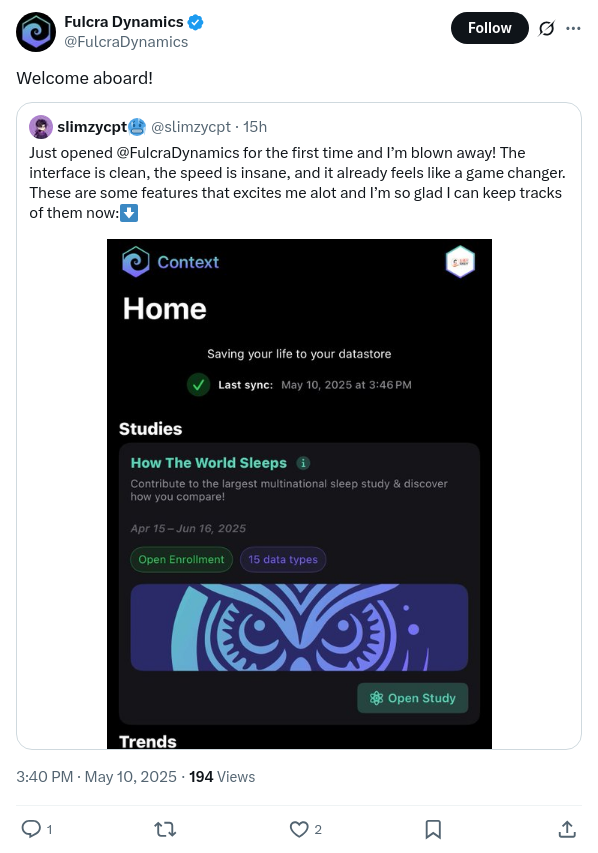 Fulcra Dynamics
@FulcraDynamics
Follow
Welcome aboard!
slimzycpt🥶 @slimzycpt · 15h
Just opened @FulcraDynamics for the first time and I’m blown away! The
interface is clean, the speed is insane, and it already feels like a game changer.
These are some features that excites me alot and I’m so glad I can keep tracks
of them now:⬇️
Context
Home
Saving your life to your datastore
Last sync: May 10, 2025 at 3:46 PM
Studies
How The World Sleeps i
Contribute to the largest multinational sleep study & discover
how you compare!
Apr 15 – Jun 16, 2025
Open Enrollment 15 data types
Open Study
Trends
3:40 PM · May 10, 2025 · 194 Views
1 2